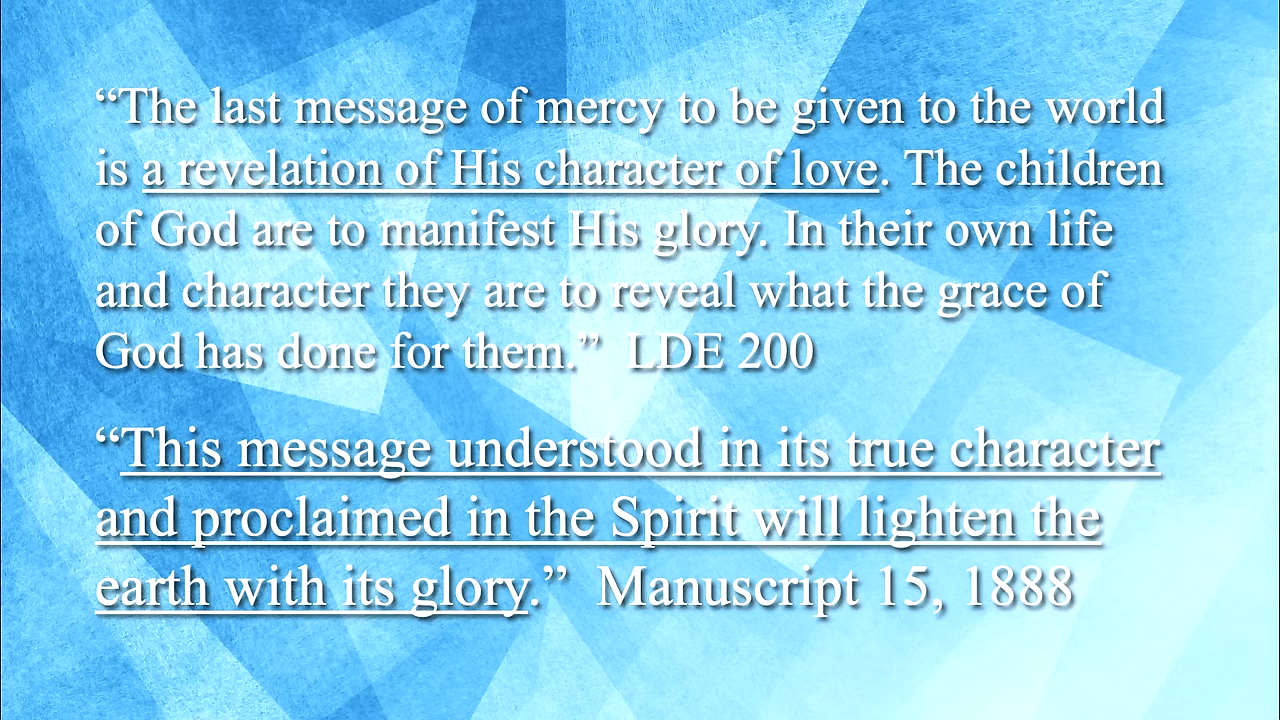 “The last message of mercy to be given to the world
is a revelation of His character of love. The children
of God are to manifest His glory. In their own life
and character they are to reveal what the grace of
God has done for them.”  LDE 200
“This message understood in its true character
and proclaimed in the Spirit will lighten the
earth with its glory.”  Manuscript 15, 1888